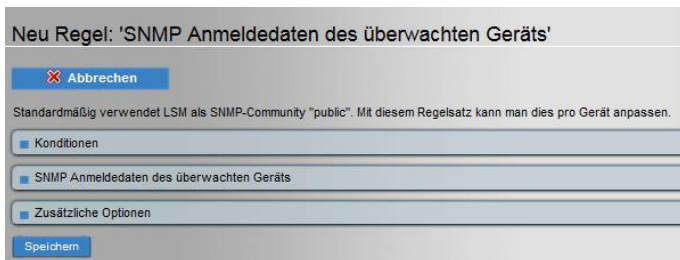 Neu Regel: 'SNMP Anmeldedaten des überwachten Geräts'
Abbrechen
Standardmäßig verwendet LSM als SNMP-Community "public". Mit diesem Regelsatz kann man dies pro Gerät anpassen.
Konditionen
SNMP Anmeldedaten des überwachten Geräts
Zusätzliche Optionen
Speichern